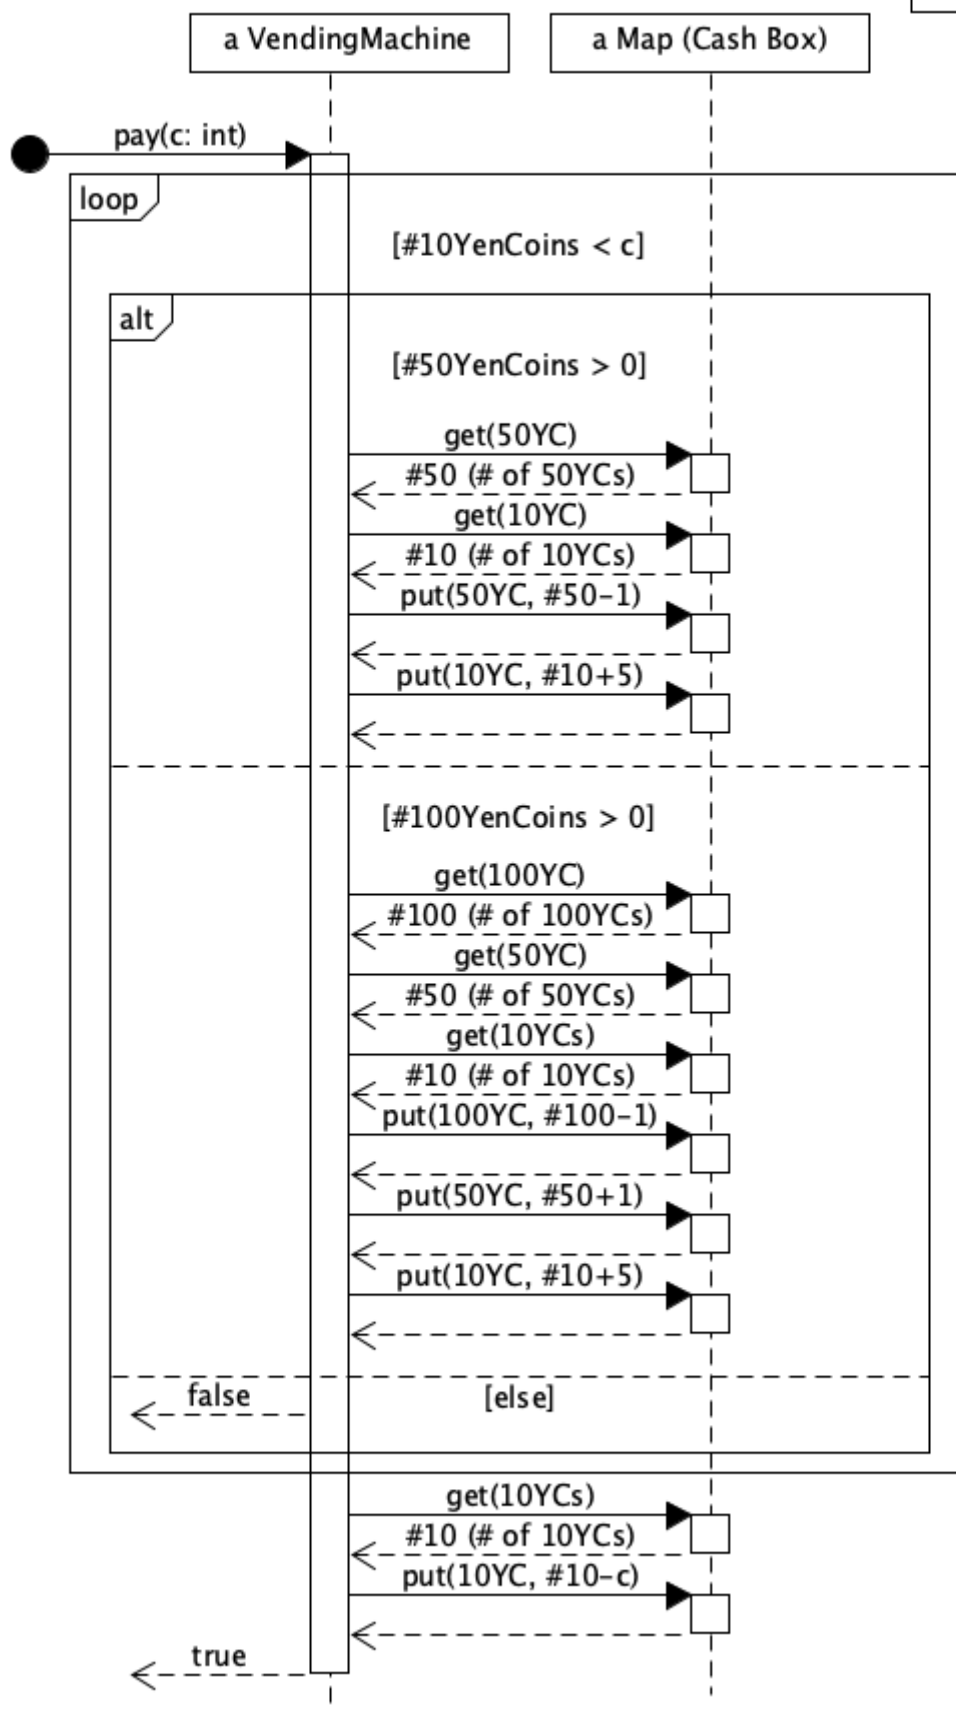 a VendingMachine
a Map (Cash Box)
pay(c: int)
loop
[#10YenCoins < c]
alt
[#50YenCoins > 0]
get(50YC)
#50 (# of 50YCs)
get(10YC)
#10 (# of 10YCs)
put(50YC, #50-1)
put(10YC, #10+5)
[#100YenCoins > 0]
get(100YC)
#100 (# of 100YCs)
get(50YC)
#50 (# of 50YCs)
get(10YCs)
#10 (# of 10YCs)
put(100YC, #100-1)
put(50YC, #50+1)
put(10YC, #10+5)
false
[else]
get(10YCs)
#10 (# of 10YCs)
put(10YC, #10-c)
true